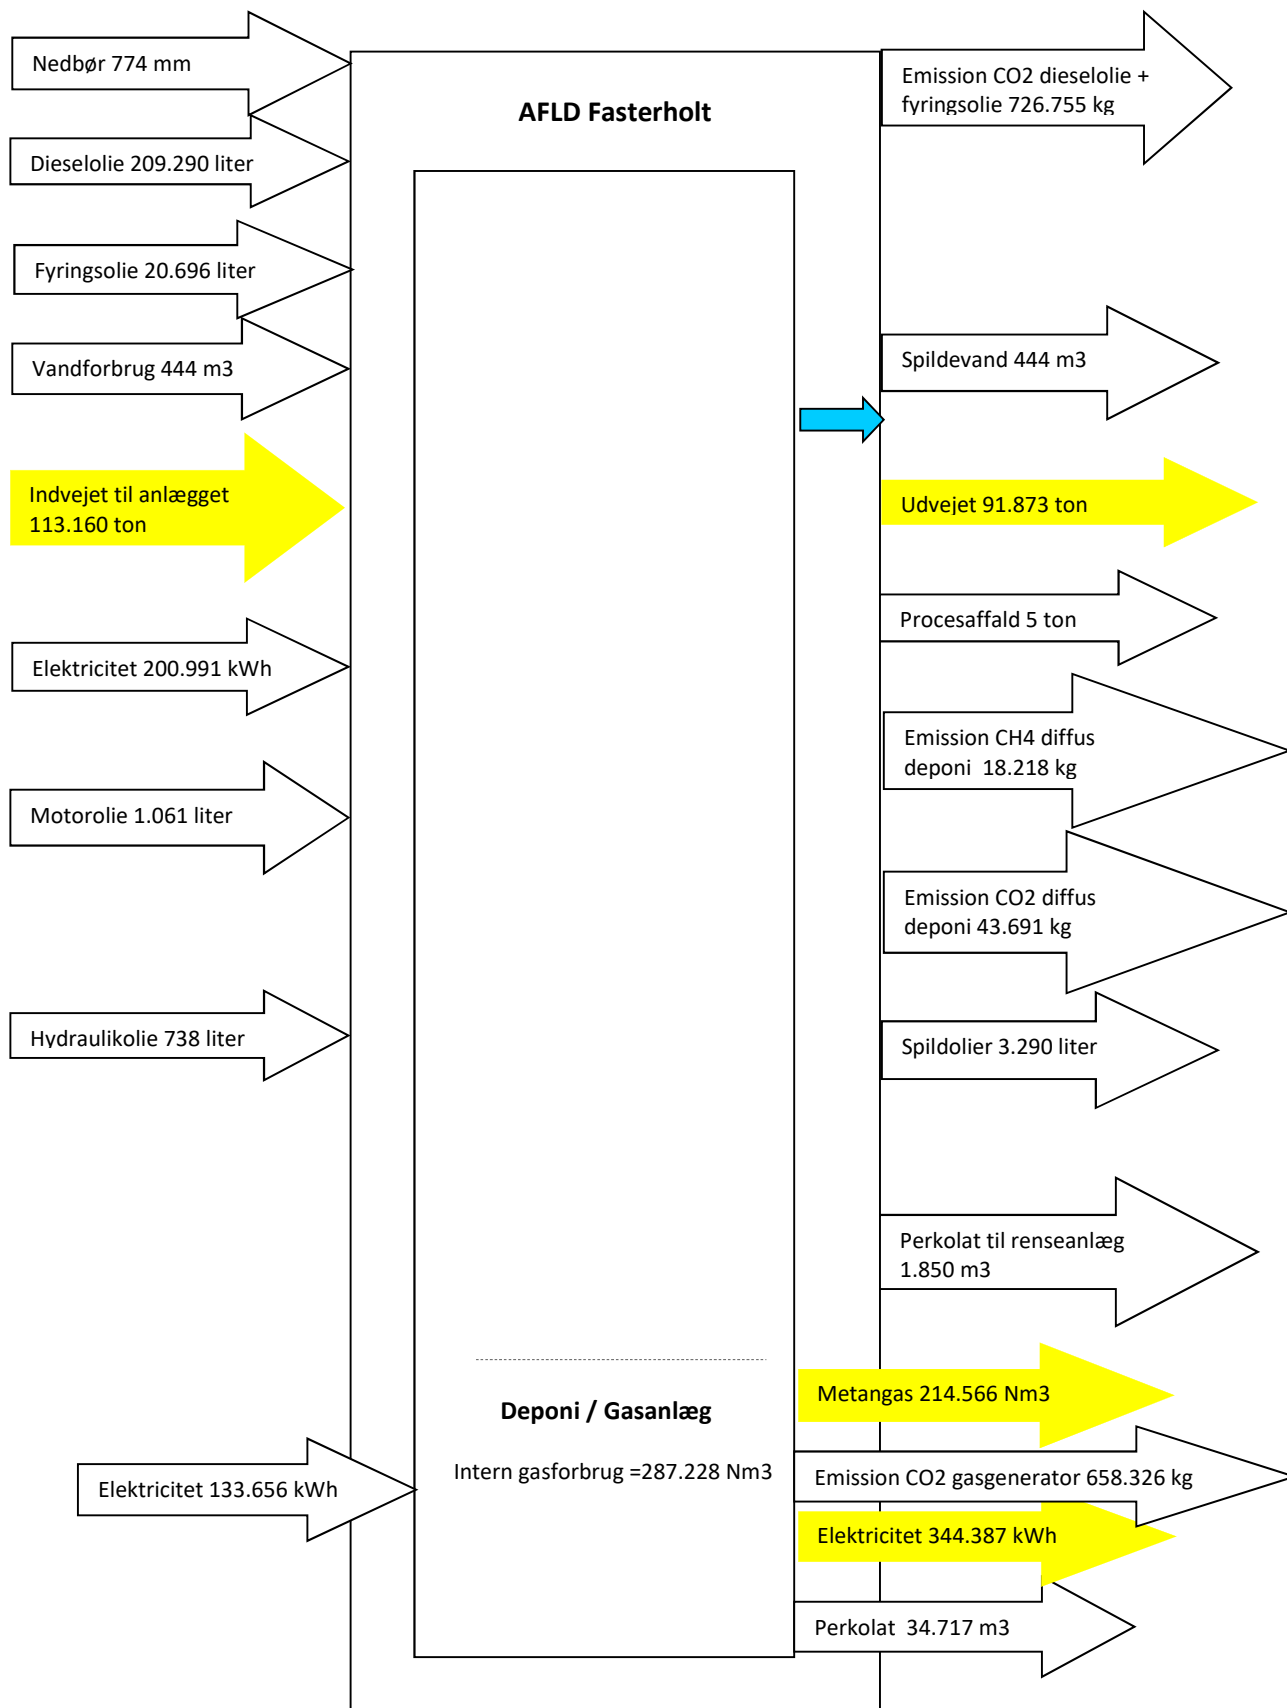 Nedbør 774 mm
Dieselolie 209.290 liter
Fyringsolie 20.696 liter
Vandforbrug 444 m3
Indvejet til anlægget
113.160 ton
Elektricitet 200.991 kWh
Motorolie 1.061 liter
Hydraulikolie 738 liter
Elektricitet 133.656 kWh
AFLD Fasterholt
Deponi / Gasanlæg
Intern gasforbrug =287.228 Nm3
Emission CO2 dieselolie +
fyringsolie 726.755 kg
Spildevand 444 m3
Udvejet 91.873 ton
Procesaffald 5 ton
Emission CH4 diffus
deponi  18.218 kg
Emission CO2 diffus
deponi 43.691 kg
Spildolier 3.290 liter
Perkolat til renseanlæg
1.850 m3
Metangas 214.566 Nm3
Emission CO2 gasgenerator 658.326 kg
Elektricitet 344.387 kWh
Perkolat  34.717 m3